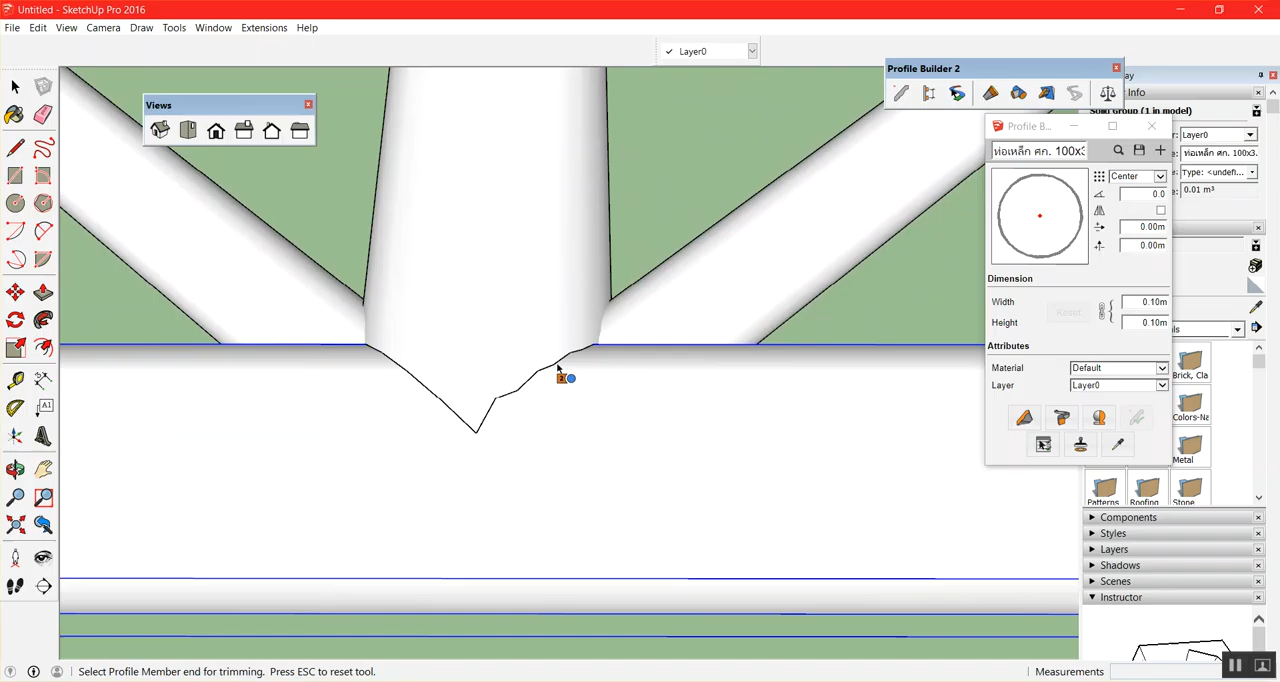 Untitled - SketchUp Pro 2016
File Edit View Camera Draw Tools Window Extensions Help
Layer0
Profile Builder 2
Views
Info
Solid Group (1 in model)
Layer0
ท่อเหล็ก ศก. 100x3.
Type: <undefi...
0.01 m³
Profile B...
ท่อเหล็ก ศก. 100x3
Center
0.0
0.00m
0.00m
Dimension
Width 0.10m
Reset
Height 0.10m
Attributes
Material Default
Layer Layer0
Brick, Cla
Colors-Na
Metal
Patterns Roofing Stone
Components
Styles
Layers
Shadows
Scenes
Instructor
Select Profile Member end for trimming. Press ESC to reset tool.
Measurements